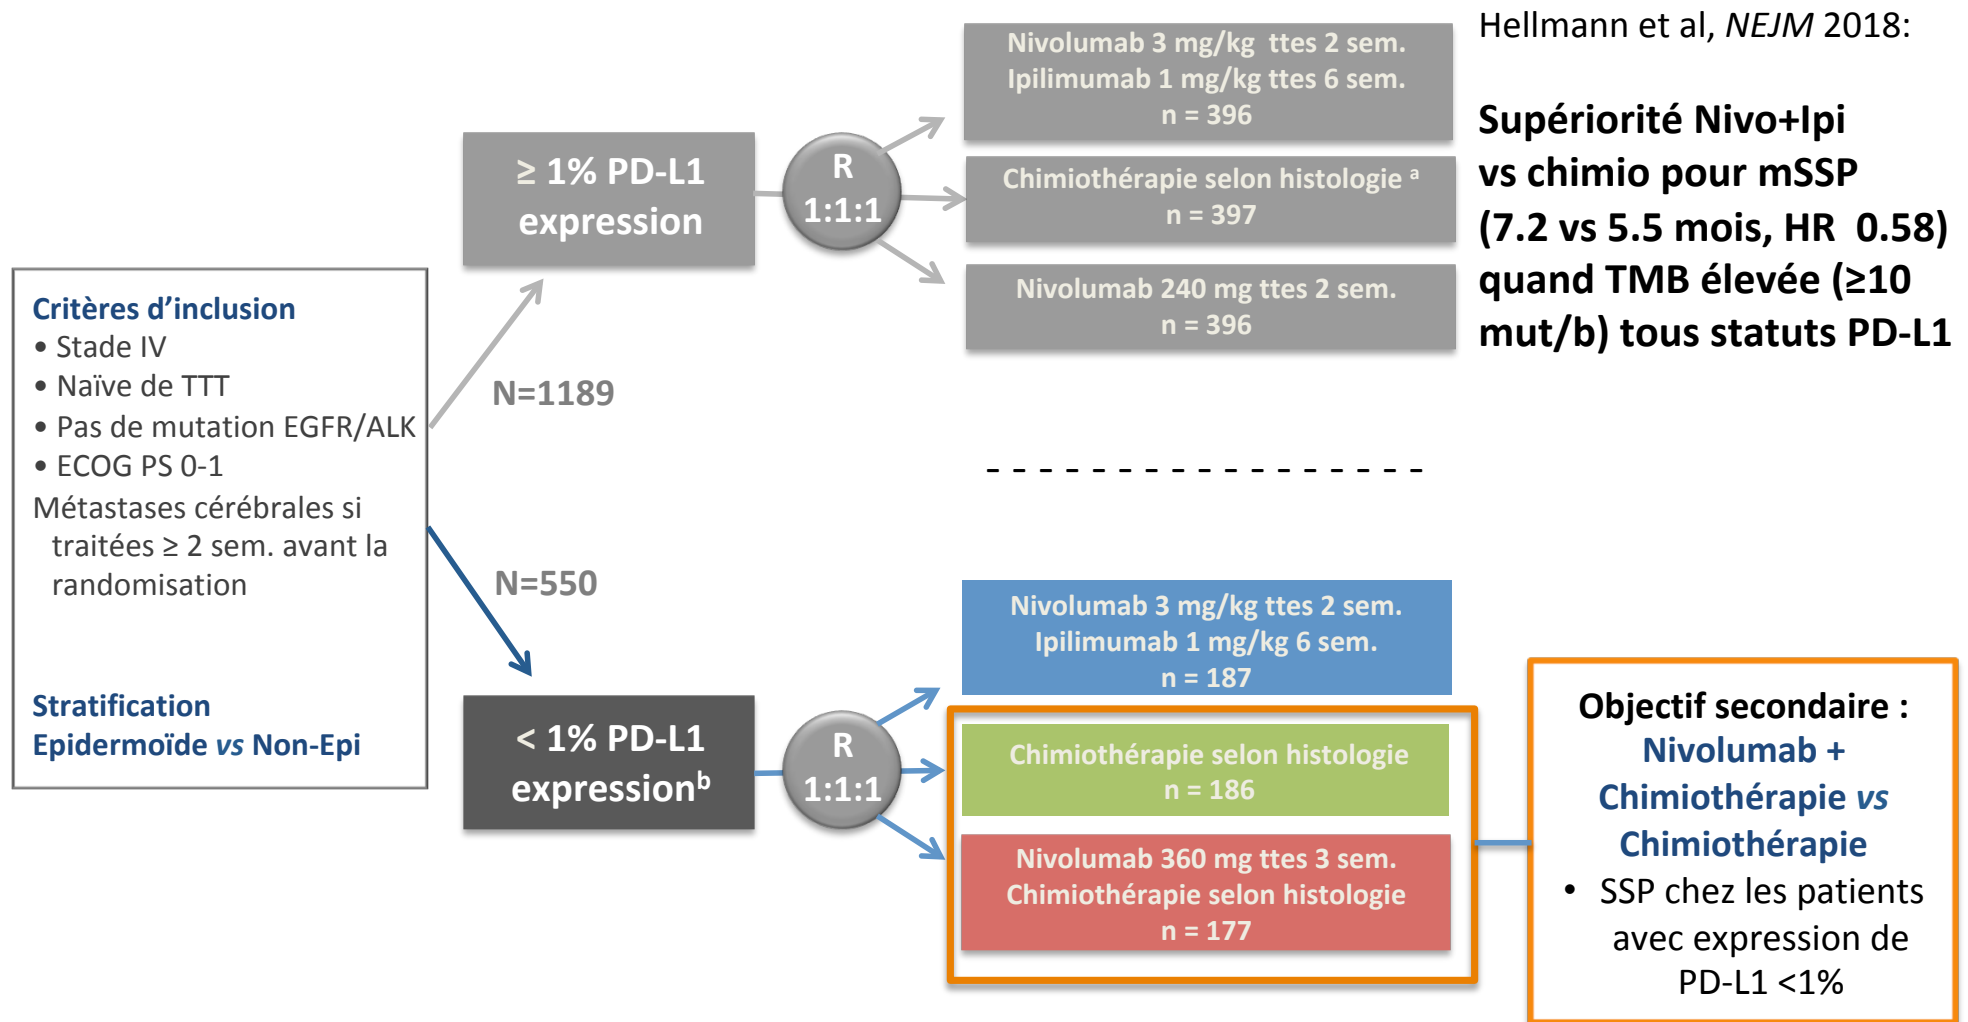 Hellmann et al, NEJM 2018:
Supériorité Nivo+Ipi
vs chimio pour mSSP
(7.2 vs 5.5 mois, HR 0.58)
quand TMB élevée (≥10
mut/b) tous statuts PD-L1
Critères d’inclusion
• Stade IV
• Naïve de TTT
• Pas de mutation EGFR/ALK
• ECOG PS 0-1
Métastases cérébrales si
traitées ≥ 2 sem. avant la
randomisation
Stratification
Epidermoïde vs Non-Epi
N=1189
≥ 1% PD-L1
expression
R
1:1:1
Nivolumab 3 mg/kg ttes 2 sem.
Ipilimumab 1 mg/kg ttes 6 sem.
n = 396
Chimiothérapie selon histologie a
n = 397
Nivolumab 240 mg ttes 2 sem.
n = 396
N=550
< 1% PD-L1
expressionb
R
1:1:1
Nivolumab 3 mg/kg ttes 2 sem.
Ipilimumab 1 mg/kg 6 sem.
n = 187
Chimiothérapie selon histologie
n = 186
Nivolumab 360 mg ttes 3 sem.
Chimiothérapie selon histologie
n = 177
Objectif secondaire :
Nivolumab +
Chimiothérapie vs
Chimiothérapie
• SSP chez les patients
avec expression de
PD-L1 <1%